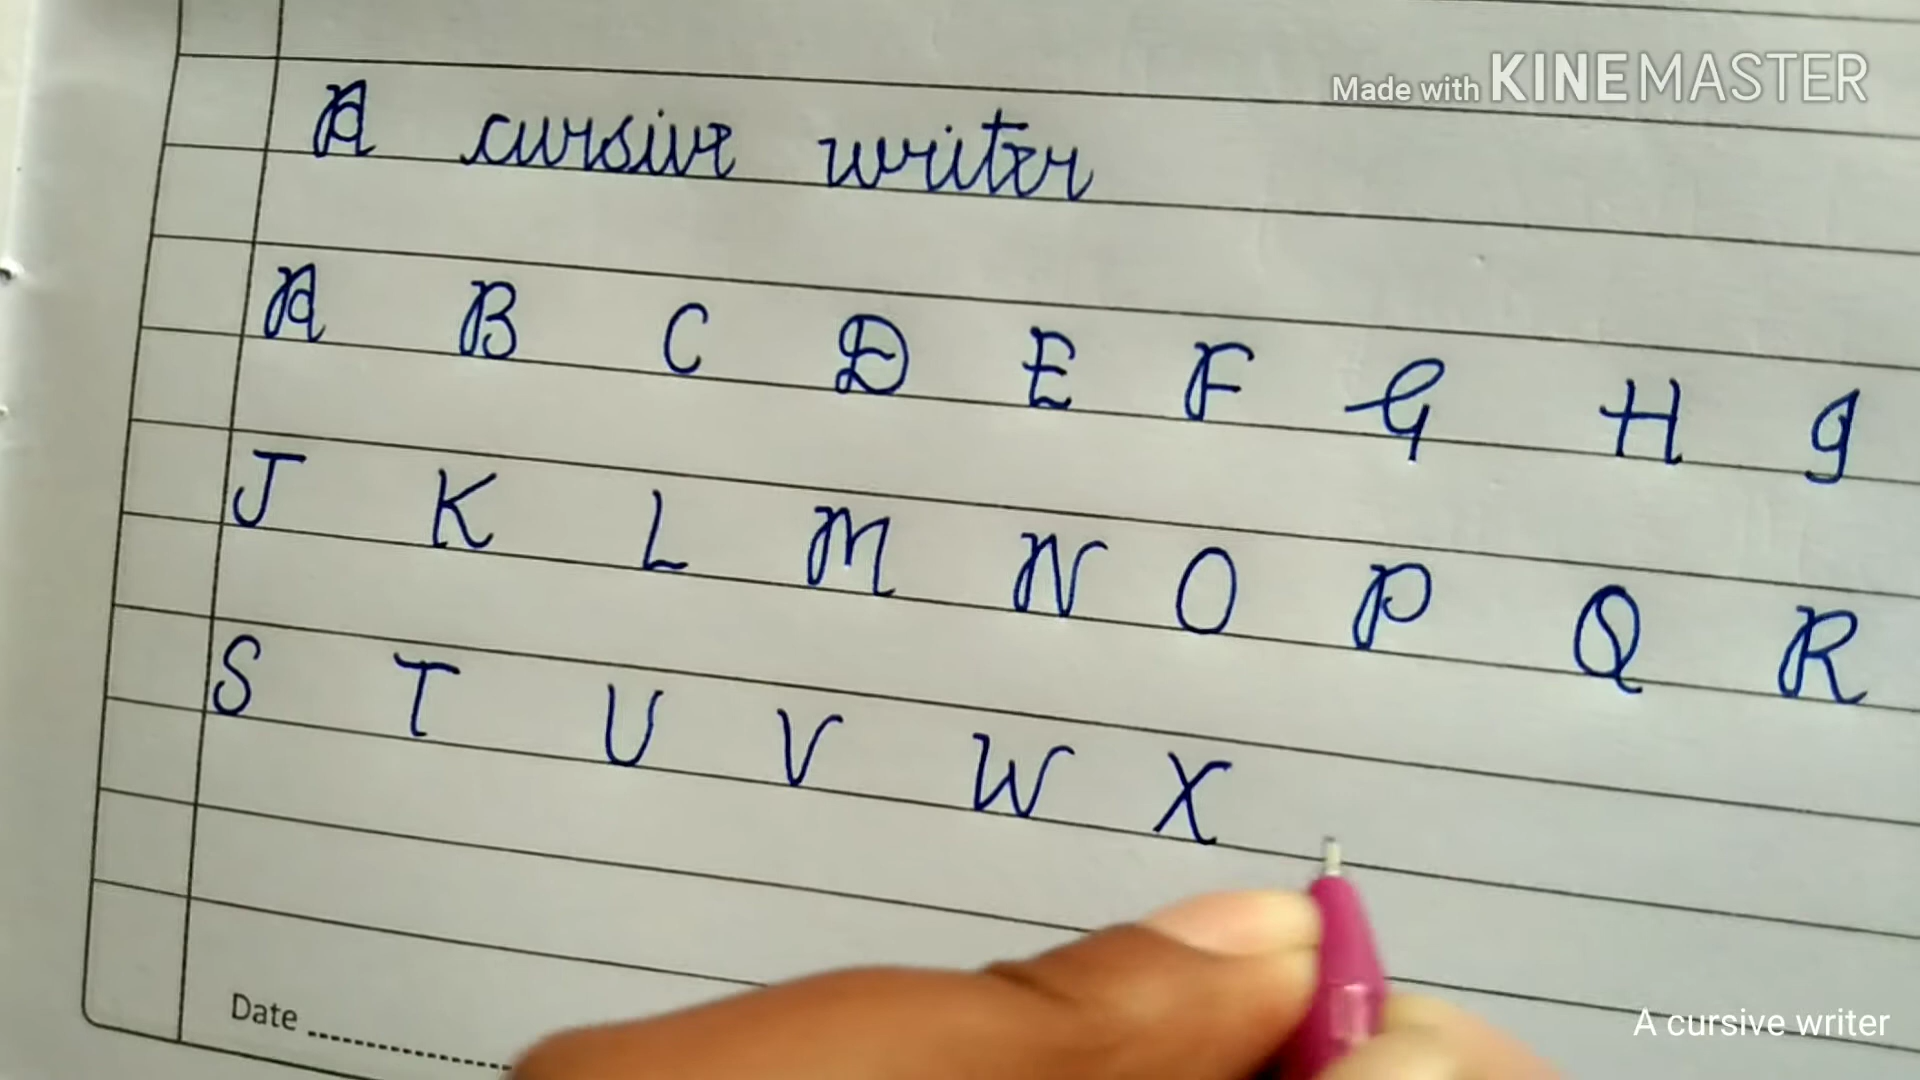 Made with KINEMASTER
A cursive writer
A B C D E F G H I
J K L M N O P Q R
S T U V W X
Date
A cursive writer